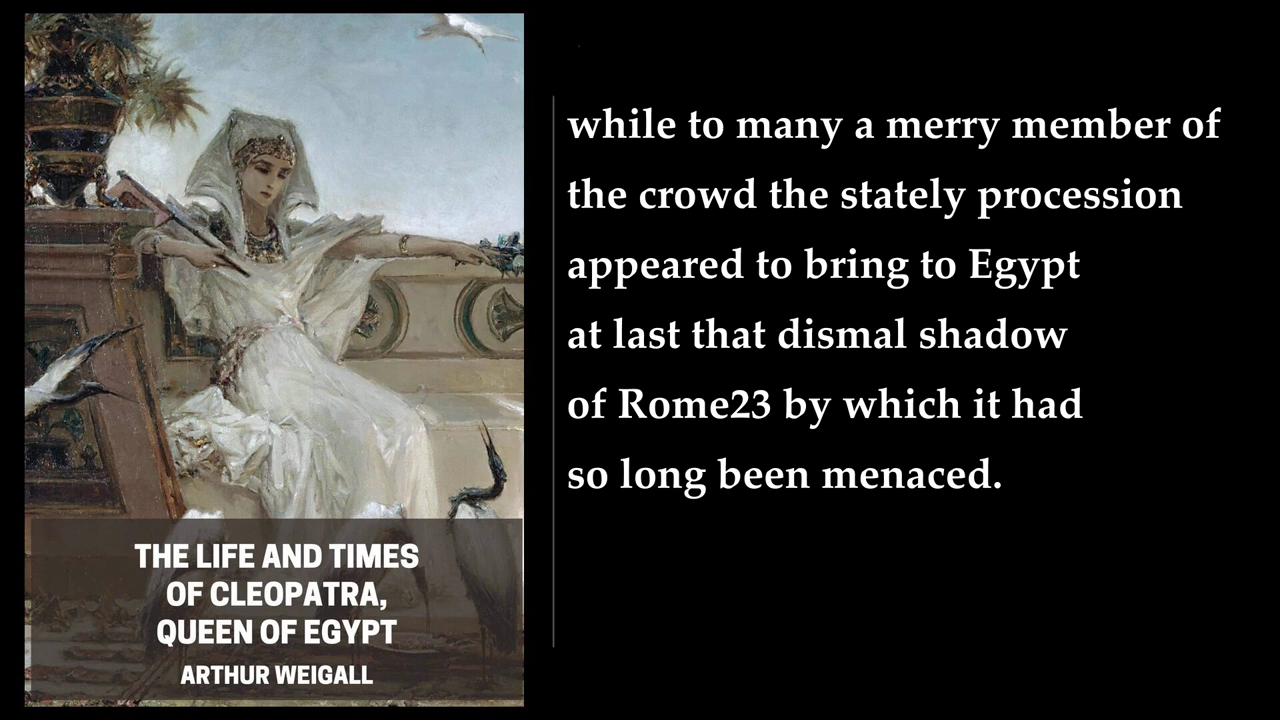 while to many a merry member of
the crowd the stately procession
appeared to bring to Egypt
at last that dismal shadow
of Rome23 by which it had
so long been menaced.
THE LIFE AND TIMES
OF CLEOPATRA,
QUEEN OF EGYPT
ARTHUR WEIGALL